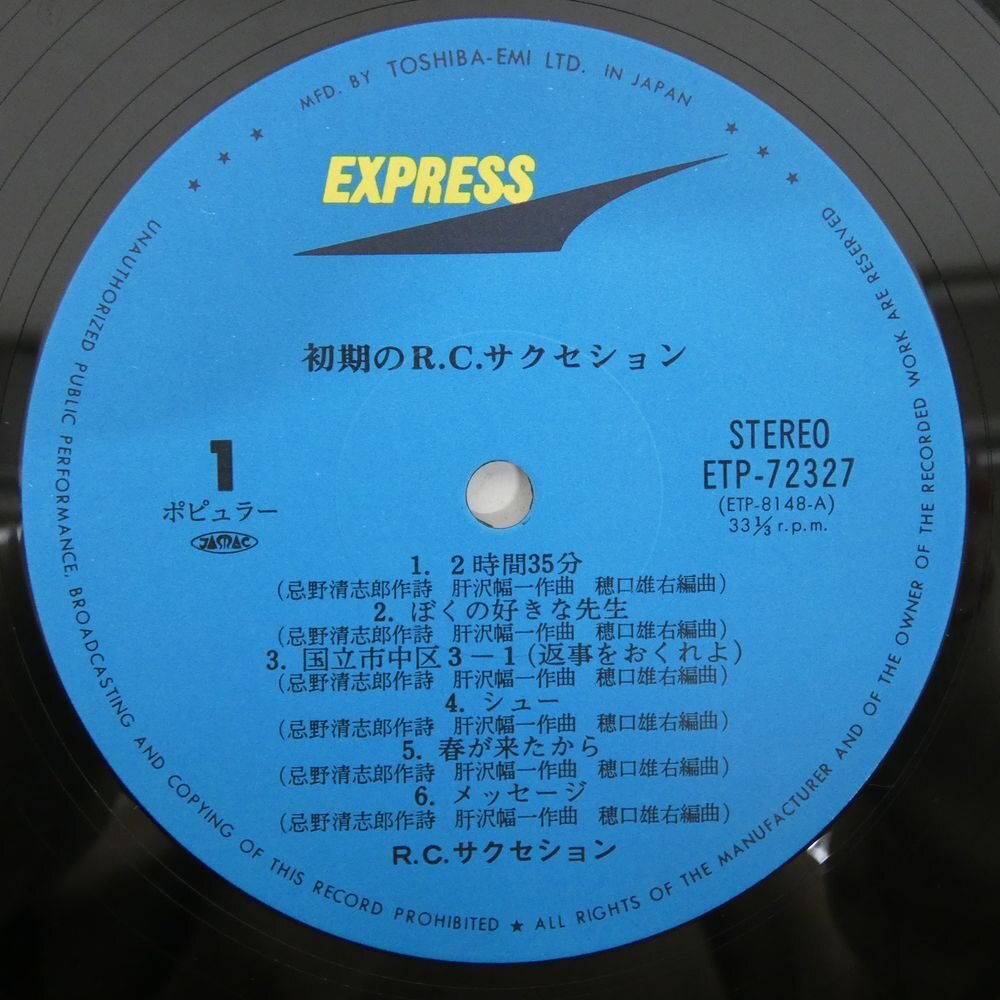 MFD. BY TOSHIBA-EMI LTD. IN JAPAN
EXPRESS
初期のR.C.サクセション
1
ポピュラー
JASRAC
STEREO
ETP-72327
(ETP-8148-A)
33⅓ r.p.m.
1. 2時間35分
(忌野清志郎作詩 肝沢幅一作曲 穂口雄右編曲)
2. ぼくの好きな先生
(忌野清志郎作詩 肝沢幅一作曲 穂口雄右編曲)
3. 国立市中区3－1(返事をおくれよ)
(忌野清志郎作詩 肝沢幅一作曲 穂口雄右編曲)
4. シュー
(忌野清志郎作詩 肝沢幅一作曲 穂口雄右編曲)
5. 春が来たから
(忌野清志郎作詩 肝沢幅一作曲 穂口雄右編曲)
6. メッセージ
(忌野清志郎作詩 肝沢幅一作曲 穂口雄右編曲)
R.C.サクセション
UNAUTHORIZED PUBLIC PERFORMANCE, BROADCASTING AND COPYING OF THIS RECORD PROHIBITED ★ ALL RIGHTS OF THE MANUFACTURER AND OF THE OWNER OF THE RECORDED WORK ARE RESERVED